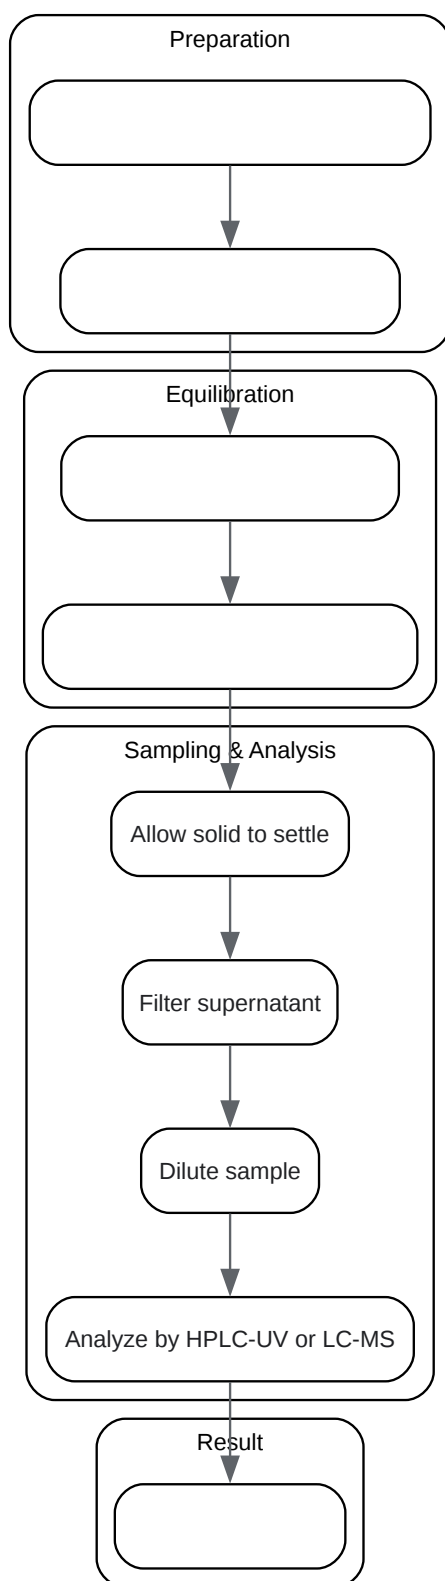 Preparation
Equilibration
Sampling & Analysis
Allow solid to settle
Filter supernatant
Dilute sample
Analyze by HPLC-UV or LC-MS
Result